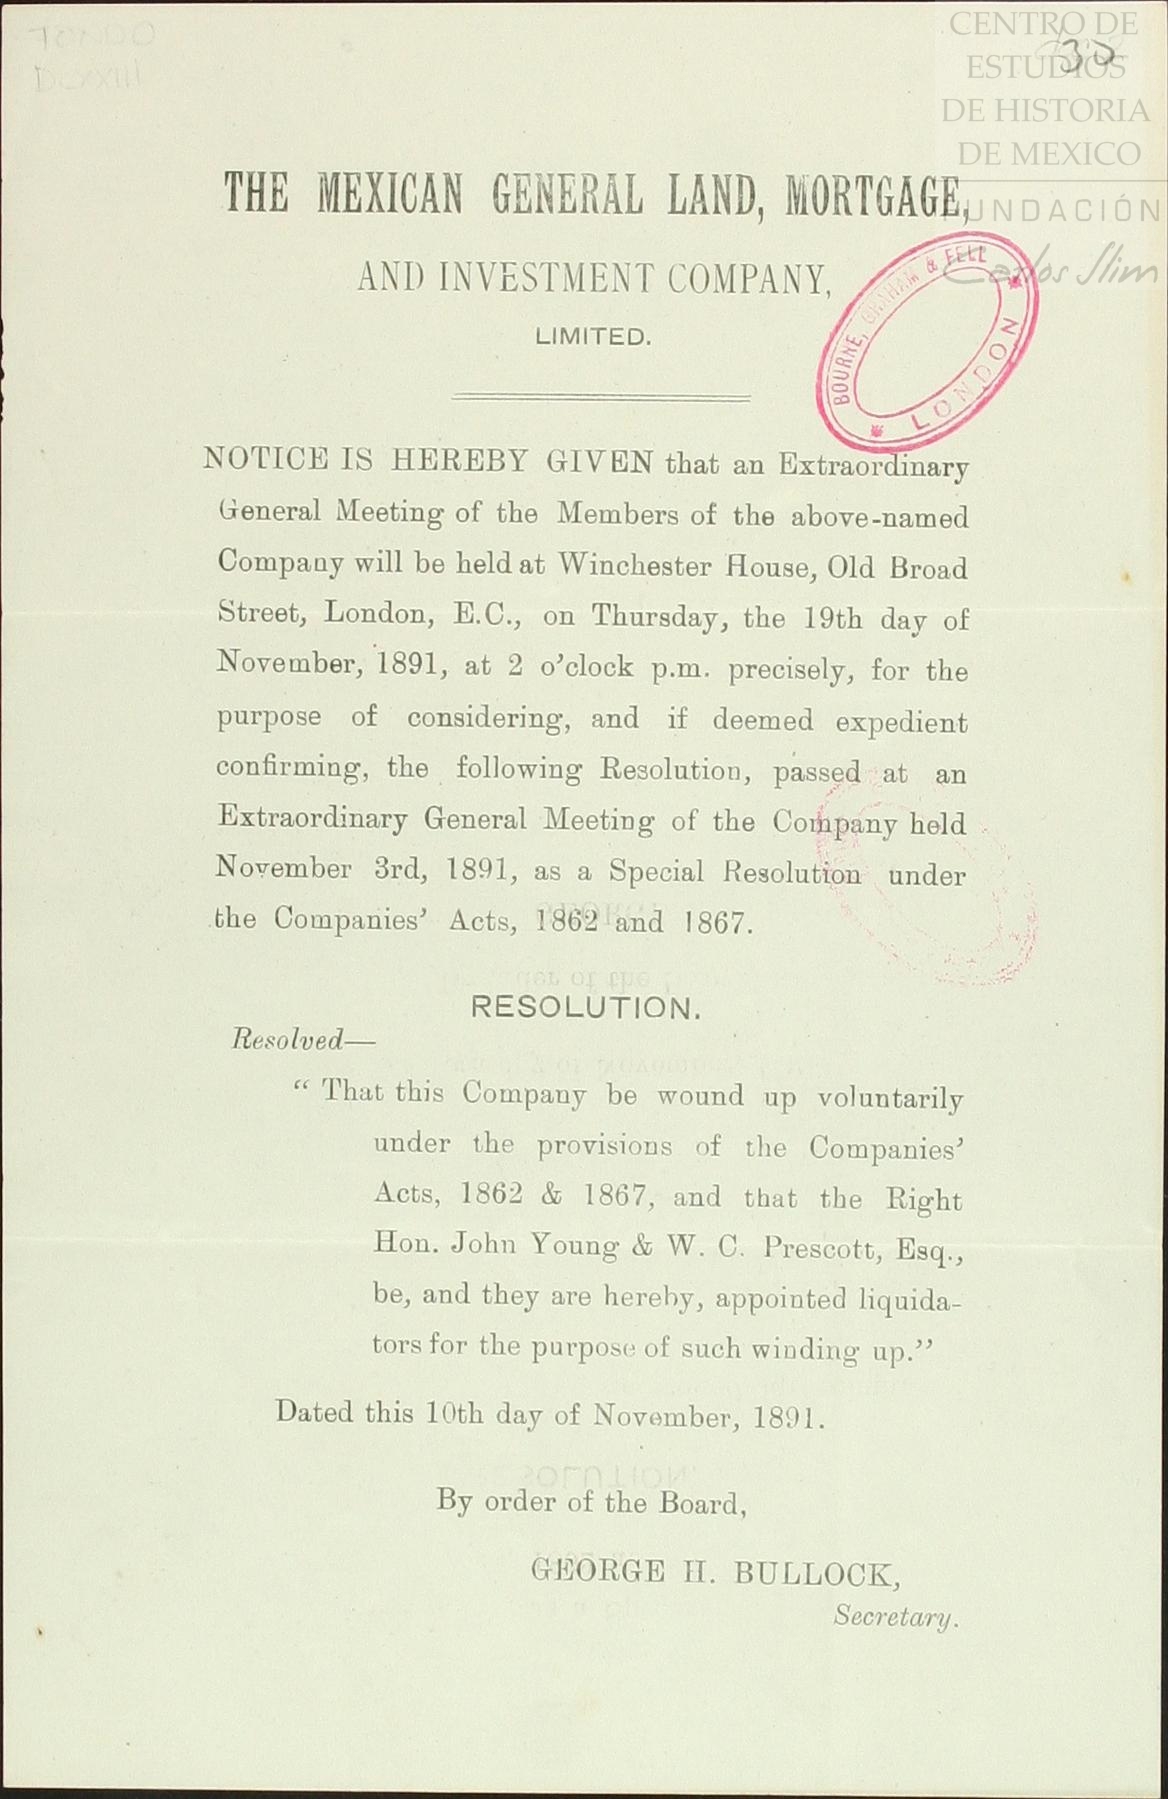 CENTRO DE
ESTUDIOS
DE HISTORIA
DE MEXICO
FUNDACIÓN
Carlos Slim
30
THE MEXICAN GENERAL LAND, MORTGAGE,
AND INVESTMENT COMPANY,
LIMITED.
BOURNE, GRAHAM & FELL
LONDON
NOTICE IS HEREBY GIVEN that an Extraordinary
General Meeting of the Members of the above-named
Company will be held at Winchester House, Old Broad
Street, London, E.C., on Thursday, the 19th day of
November, 1891, at 2 o'clock p.m. precisely, for the
purpose of considering, and if deemed expedient
confirming, the following Resolution, passed at an
Extraordinary General Meeting of the Company held
November 3rd, 1891, as a Special Resolution under
the Companies' Acts, 1862 and 1867.
RESOLUTION.
Resolved—
“ That this Company be wound up voluntarily
under the provisions of the Companies'
Acts, 1862 & 1867, and that the Right
Hon. John Young & W. C. Prescott, Esq.,
be, and they are hereby, appointed liquida-
tors for the purpose of such winding up.”
Dated this 10th day of November, 1891.
By order of the Board,
GEORGE H. BULLOCK,
Secretary.